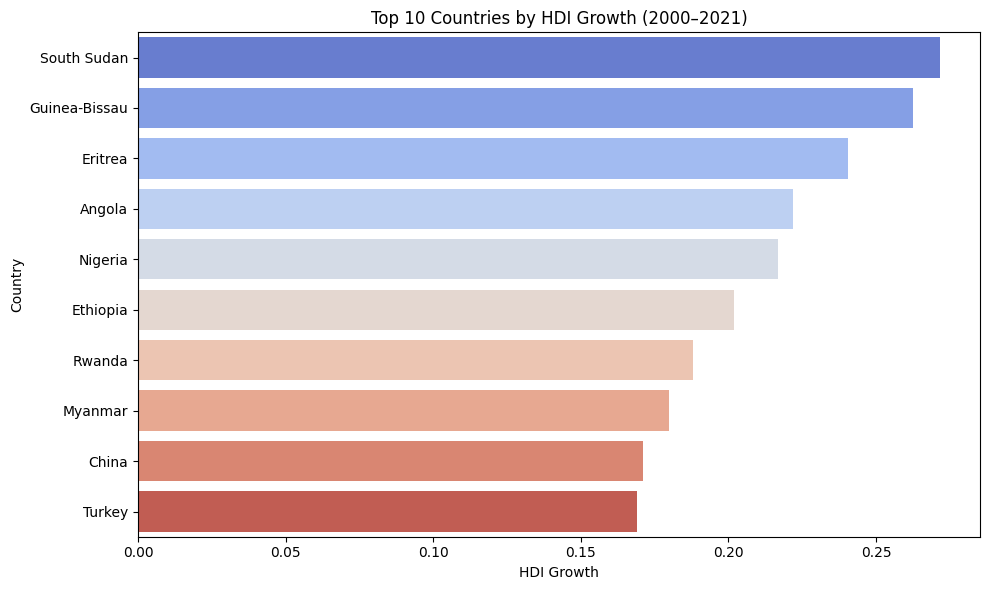 Top 10 Countries by HDI Growth (2000–2021)
Country
South Sudan
Guinea-Bissau
Eritrea
Angola
Nigeria
Ethiopia
Rwanda
Myanmar
China
Turkey
0.00 0.05 0.10 0.15 0.20 0.25
HDI Growth